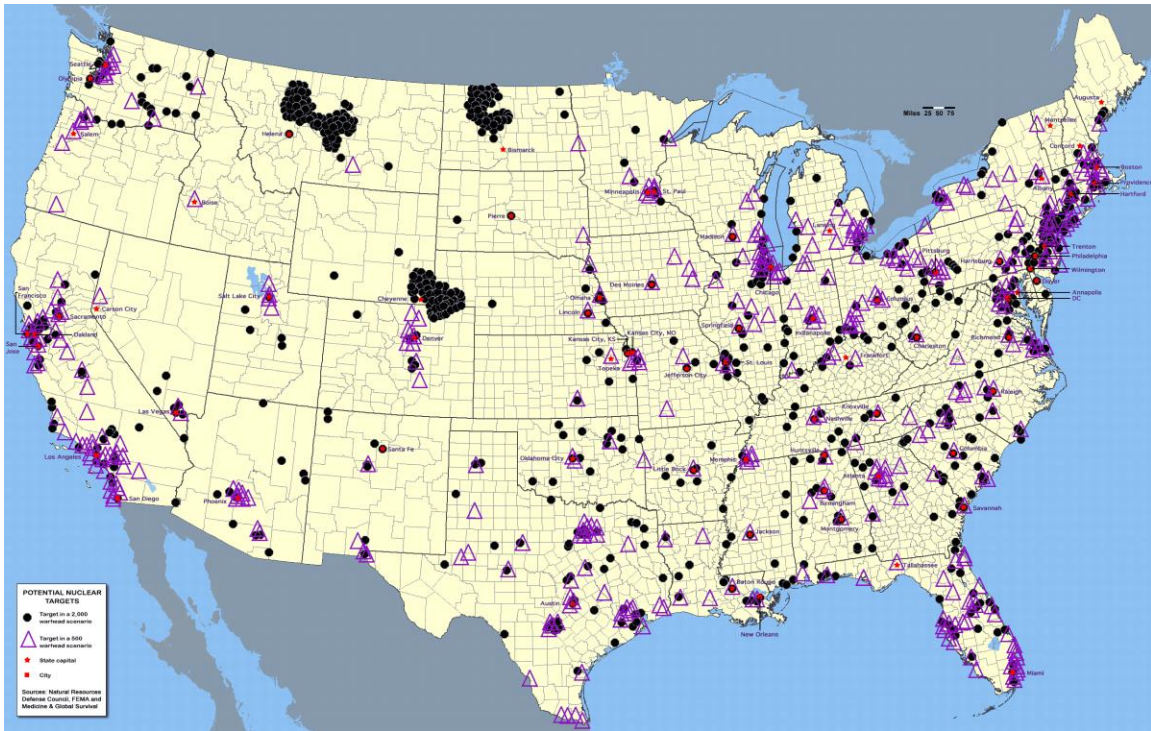 Seattle
Olympia
Salem
Helena
Bismarck
Boise
Pierre
Minneapolis
St. Paul
Miles 25 50 75
Augusta
Montpelier
Concord
Boston
Providence
Hartford
Albany
Lansing
Madison
Chicago
Pittsburgh
Harrisburg
Trenton
Philadelphia
Wilmington
Dover
Annapolis
DC
San
Francisco
Sacramento
Carson City
Oakland
San
Jose
Salt Lake City
Cheyenne
Denver
Des Moines
Omaha
Lincoln
Kansas City, MO
Kansas City, KS
Topeka
Jefferson City
Springfield
St. Louis
Indianapolis
Columbus
Frankfort
Charleston
Richmond
Raleigh
Las Vegas
Los Angeles
San Diego
Phoenix
Santa Fe
Oklahoma City
Little Rock
Memphis
Nashville
Knoxville
Huntsville
Atlanta
Columbia
Birmingham
Montgomery
Savannah
Jackson
Tallahassee
Baton Rouge
New Orleans
Austin
Miami
POTENTIAL NUCLEAR
TARGETS
Target in a 2,000
warhead scenario
Target in a 500
warhead scenario
State capital
City
Sources: Natural Resources
Defense Council, FEMA and
Medicine & Global Survival